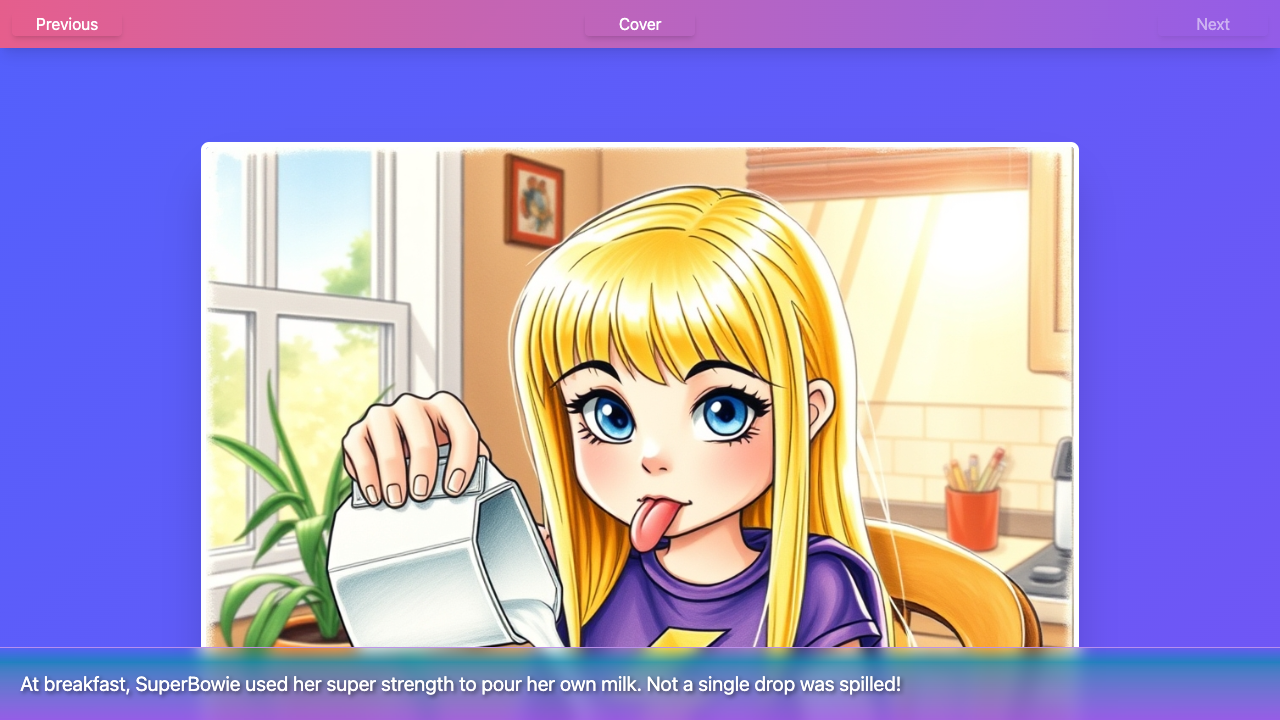 Previous
Cover
Next
At breakfast, SuperBowie used her super strength to pour her own milk. Not a single drop was spilled!